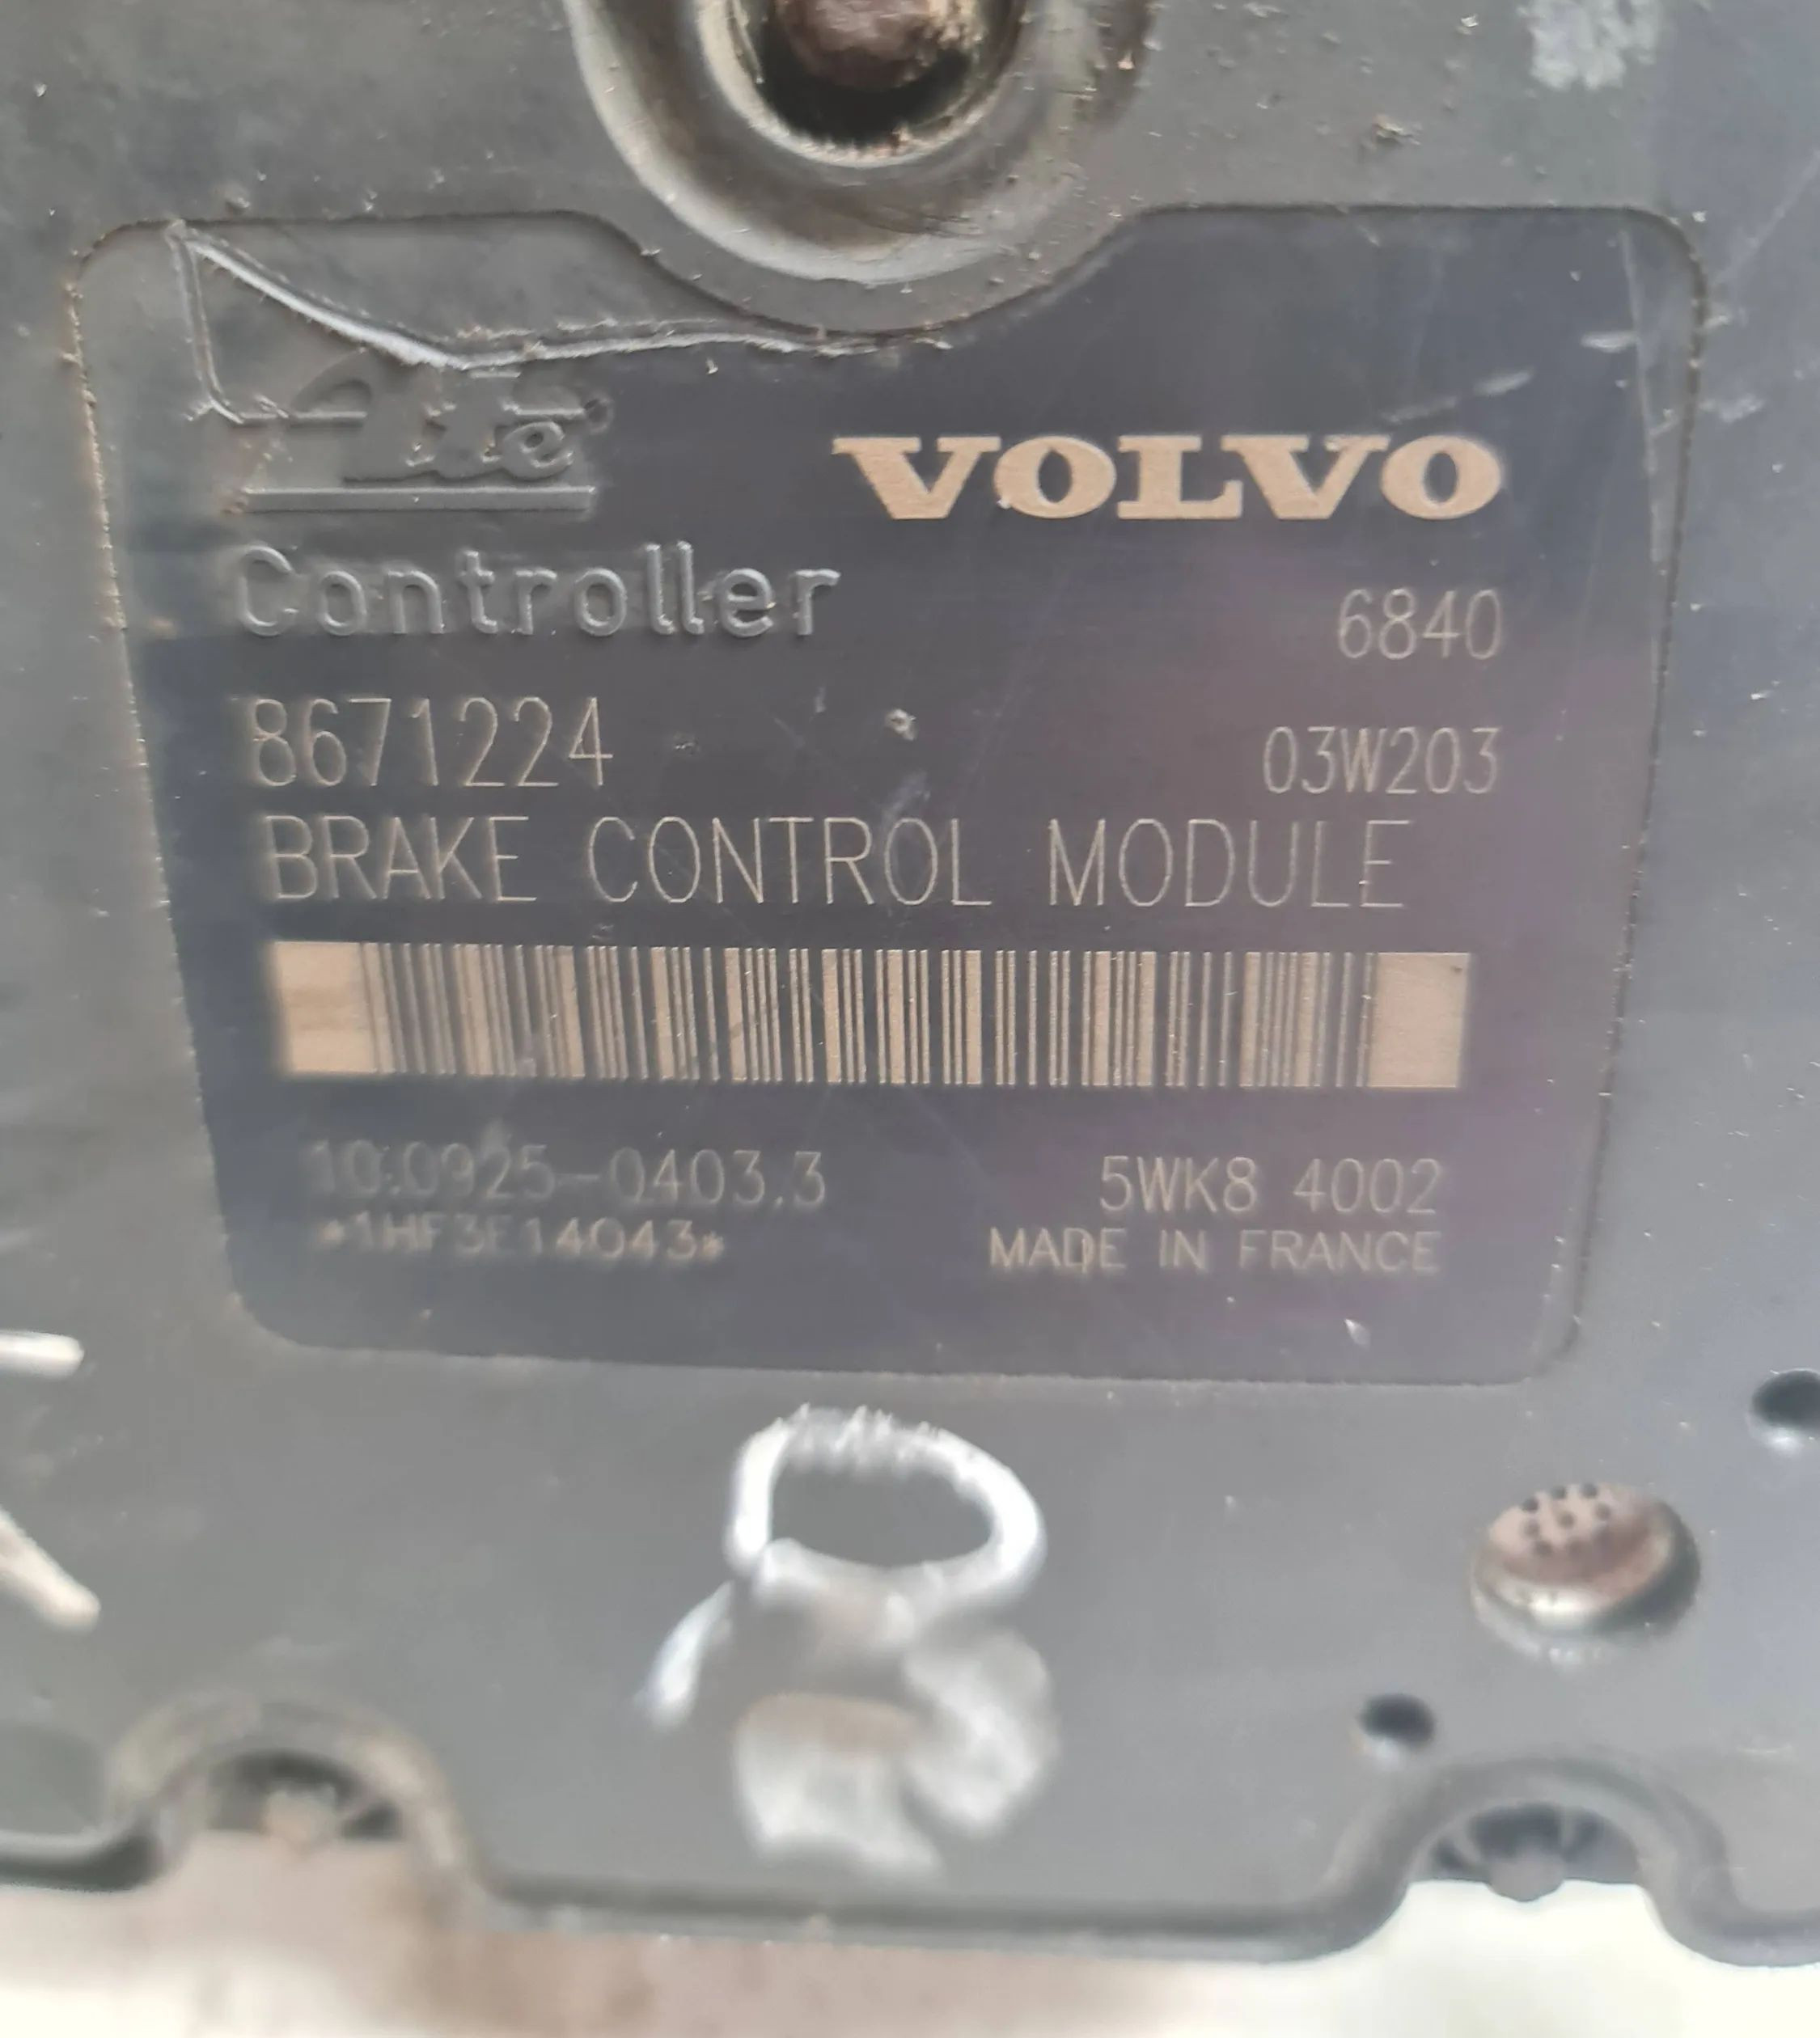 Ate
VOLVO
Controller
6840
8671224
03W203
BRAKE CONTROL MODULE
10.0925-0403.3
5WK8 4002
*1HF3E14043*
MADE IN FRANCE